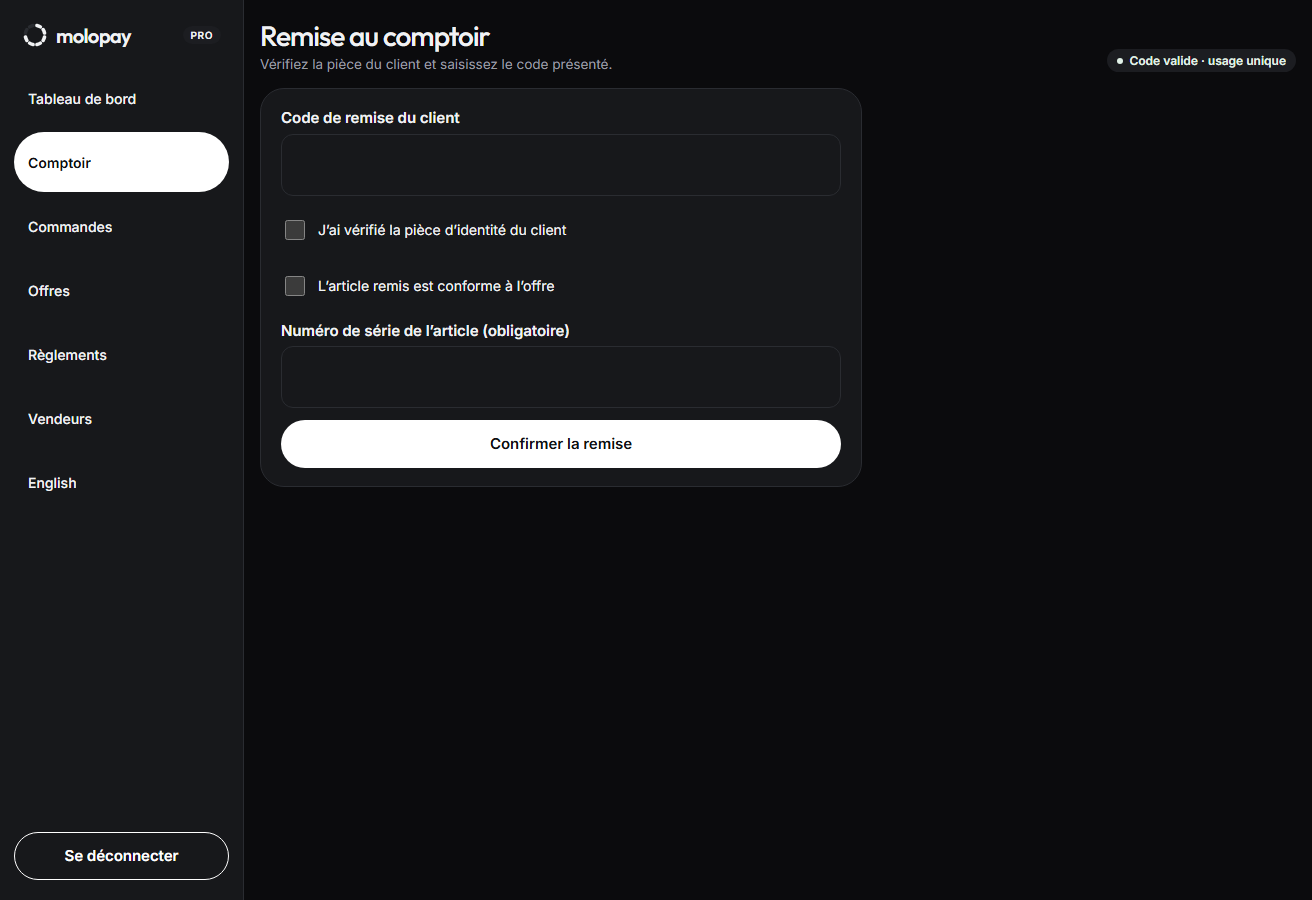 molopay
PRO
Tableau de bord
Comptoir
Commandes
Offres
Règlements
Vendeurs
English
Se déconnecter
Remise au comptoir
Vérifiez la pièce du client et saisissez le code présenté.
Code valide · usage unique
Code de remise du client
J’ai vérifié la pièce d’identité du client
L’article remis est conforme à l’offre
Numéro de série de l’article (obligatoire)
Confirmer la remise